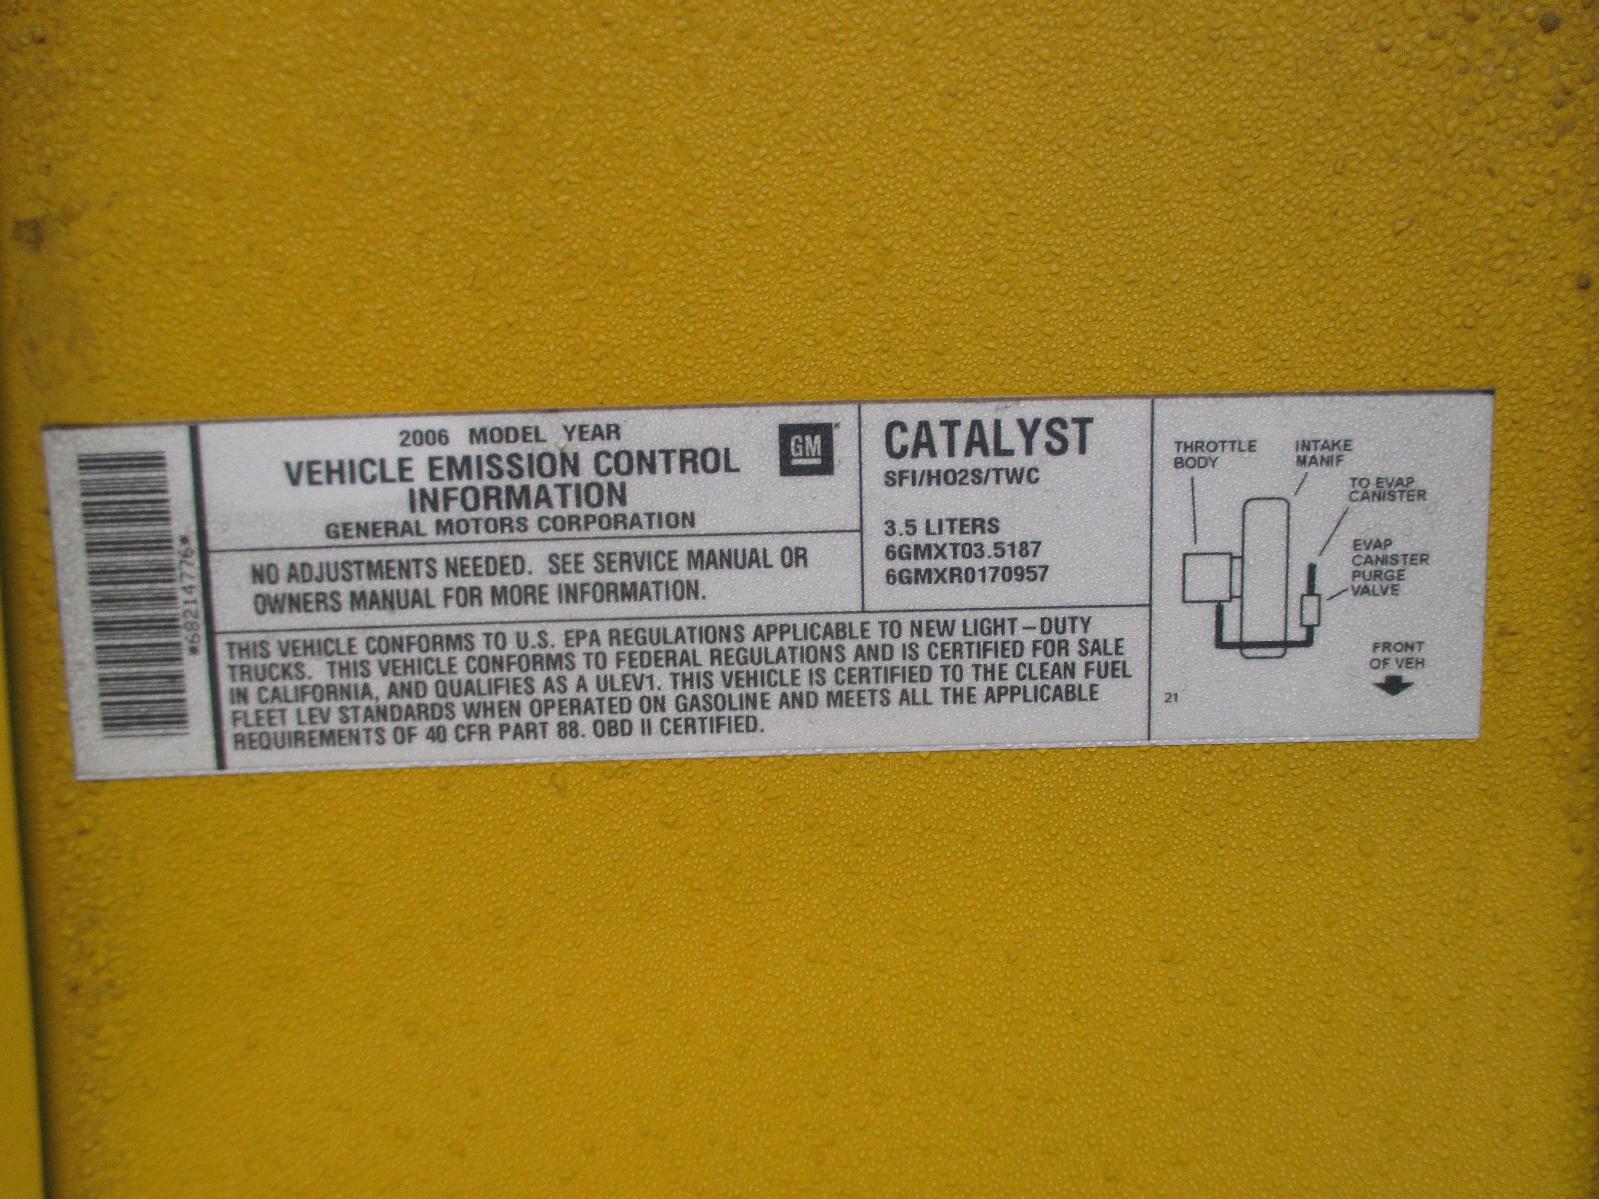 *68214776*
2006 MODEL YEAR
VEHICLE EMISSION CONTROL
INFORMATION
GENERAL MOTORS CORPORATION
GM
NO ADJUSTMENTS NEEDED. SEE SERVICE MANUAL OR
OWNERS MANUAL FOR MORE INFORMATION.
CATALYST
SFI/HO2S/TWC
3.5 LITERS
6GMXT03.5187
6GMXR0170957
THIS VEHICLE CONFORMS TO U.S. EPA REGULATIONS APPLICABLE TO NEW LIGHT-DUTY
TRUCKS. THIS VEHICLE CONFORMS TO FEDERAL REGULATIONS AND IS CERTIFIED FOR SALE
IN CALIFORNIA, AND QUALIFIES AS A ULEV1. THIS VEHICLE IS CERTIFIED TO THE CLEAN FUEL
FLEET LEV STANDARDS WHEN OPERATED ON GASOLINE AND MEETS ALL THE APPLICABLE
REQUIREMENTS OF 40 CFR PART 88. OBD II CERTIFIED.
THROTTLE
BODY
INTAKE
MANIF
TO EVAP
CANISTER
EVAP
CANISTER
PURGE
VALVE
FRONT
OF VEH
21